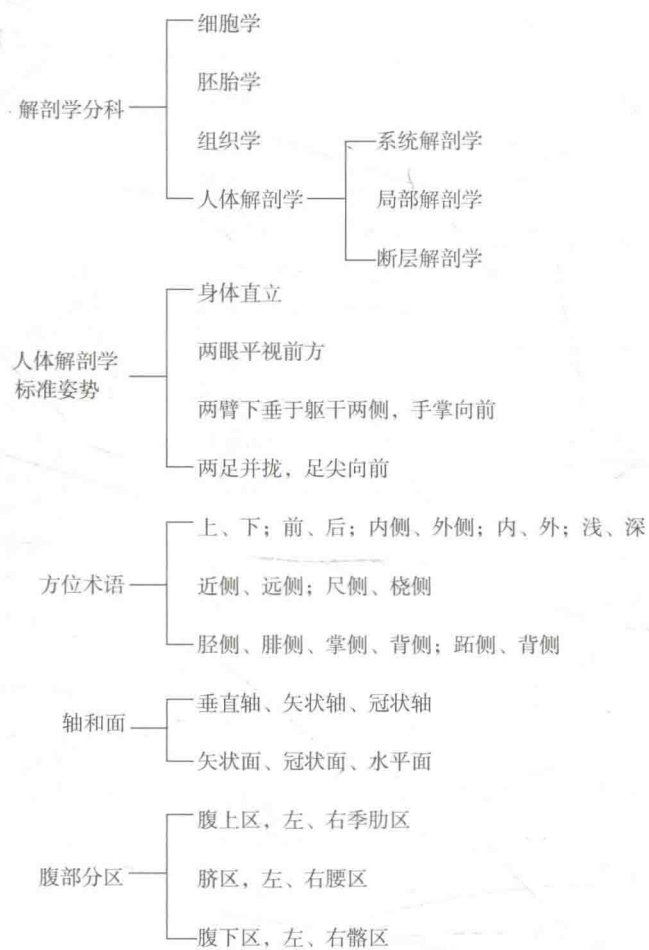 解剖学分科
细胞学
胚胎学
组织学
人体解剖学
系统解剖学
局部解剖学
断层解剖学
人体解剖学
标准姿势
身体直立
两眼平视前方
两臂下垂于躯干两侧，手掌向前
两足并拢，足尖向前
方位术语
上、下；前、后；内侧、外侧；内、外；浅、深
近侧、远侧；尺侧、桡侧
胫侧、腓侧、掌侧、背侧；跖侧、背侧
轴和面
垂直轴、矢状轴、冠状轴
矢状面、冠状面、水平面
腹部分区
腹上区，左、右季肋区
脐区，左、右腰区
腹下区，左、右髂区